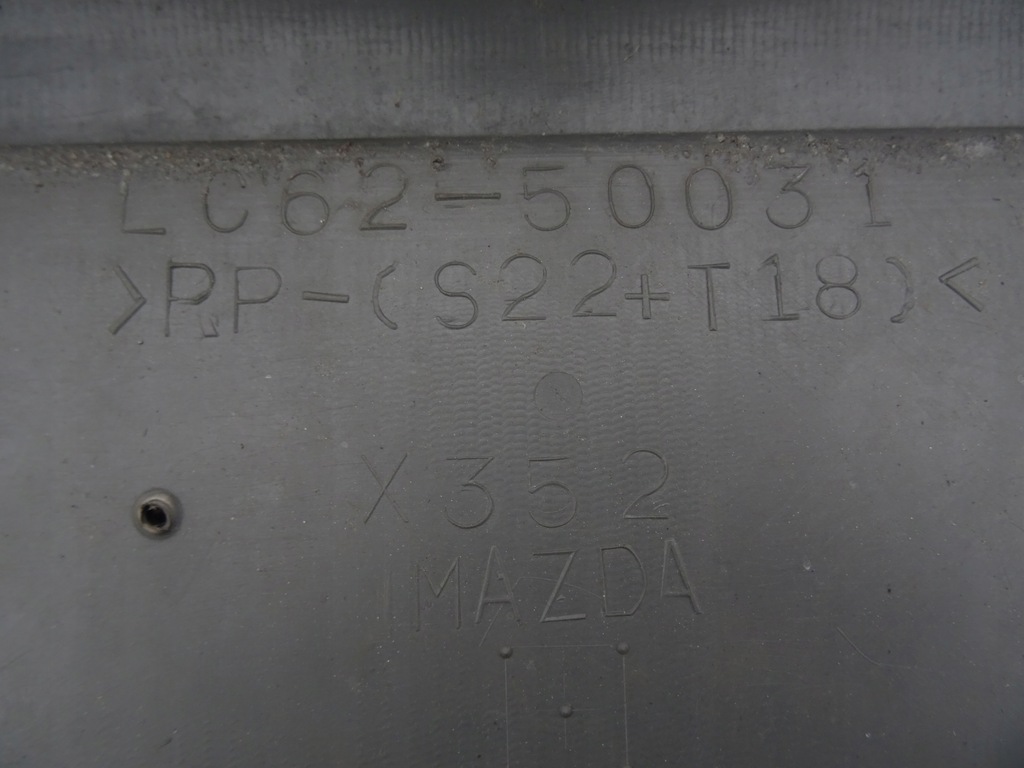 LC62-50031
>PP-(S22+T18)<
X352
MAZDA